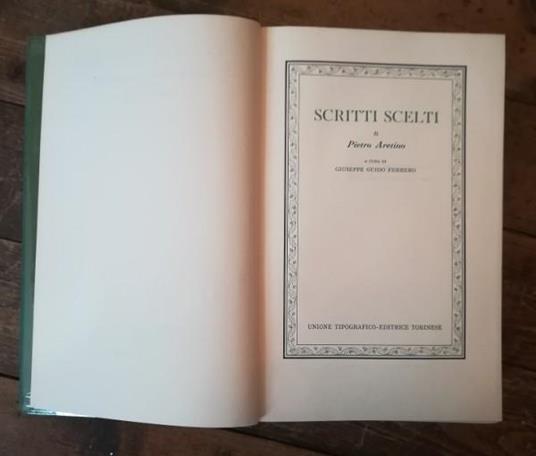 SCRITTI SCELTI
di
Pietro Aretino
A CURA DI
GIUSEPPE GUIDO FERRERO
UNIONE TIPOGRAFICO-EDITRICE TORINESE